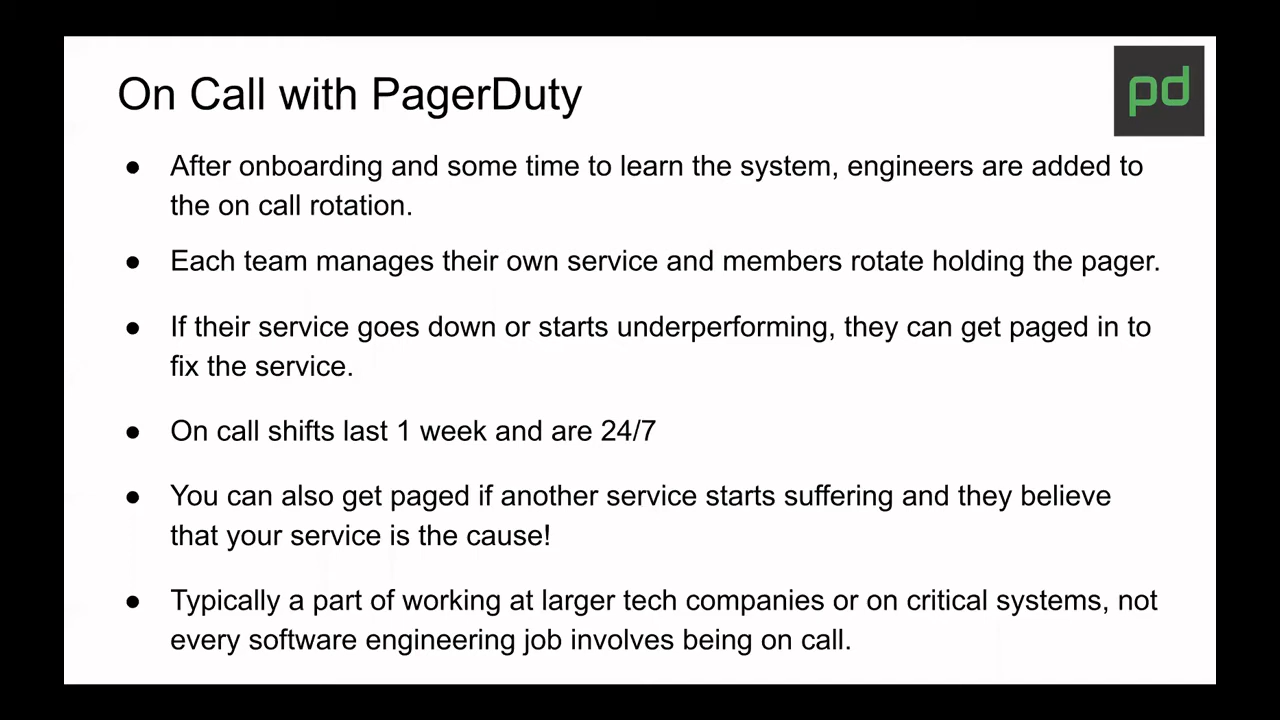 On Call with PagerDuty
pd
● After onboarding and some time to learn the system, engineers are added to
the on call rotation.
● Each team manages their own service and members rotate holding the pager.
● If their service goes down or starts underperforming, they can get paged in to
fix the service.
● On call shifts last 1 week and are 24/7
● You can also get paged if another service starts suffering and they believe
that your service is the cause!
● Typically a part of working at larger tech companies or on critical systems, not
every software engineering job involves being on call.